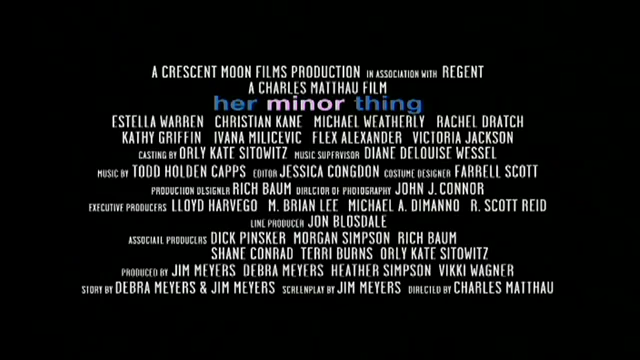 A CRESCENT MOON FILMS PRODUCTION IN ASSOCIATION WITH REGENT
A CHARLES MATTHAU FILM
her minor thing
ESTELLA WARREN CHRISTIAN KANE MICHAEL WEATHERLY RACHEL DRATCH
KATHY GRIFFIN IVANA MILICEVIC FLEX ALEXANDER VICTORIA JACKSON
CASTING BY ORLY KATE SITOWITZ MUSIC SUPERVISOR DIANE DELOUISE WESSEL
MUSIC BY TODD HOLDEN CAPPS EDITOR JESSICA CONGDON COSTUME DESIGNER FARRELL SCOTT
PRODUCTION DESIGNER RICH BAUM DIRECTOR OF PHOTOGRAPHY JOHN J. CONNOR
EXECUTIVE PRODUCERS LLOYD HARVEGO M. BRIAN LEE MICHAEL A. DIMANNO R. SCOTT REID
LINE PRODUCER JON BLOSDALE
ASSOCIATE PRODUCERS DICK PINSKER MORGAN SIMPSON RICH BAUM
SHANE CONRAD TERRI BURNS ORLY KATE SITOWITZ
PRODUCED BY JIM MEYERS DEBRA MEYERS HEATHER SIMPSON VIKKI WAGNER
STORY BY DEBRA MEYERS & JIM MEYERS SCREENPLAY BY JIM MEYERS DIRECTED BY CHARLES MATTHAU